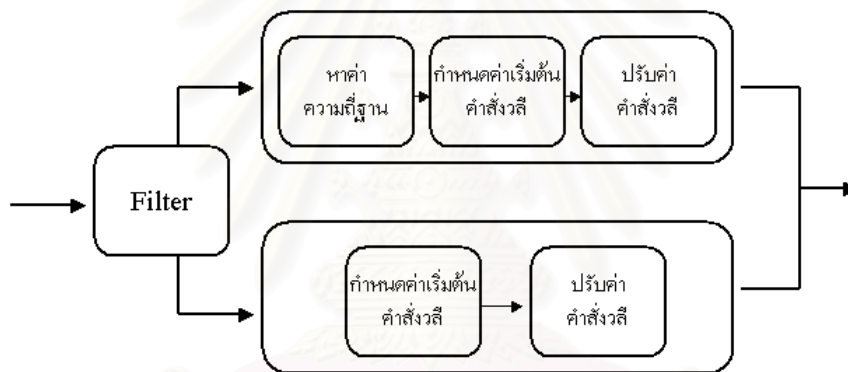 หาค่า
ความถี่ฐาน
กำหนดค่าเริ่มต้น
คำสั่งวลี
ปรับค่า
คำสั่งวลี
Filter
กำหนดค่าเริ่มต้น
คำสั่งวลี
ปรับค่า
คำสั่งวลี